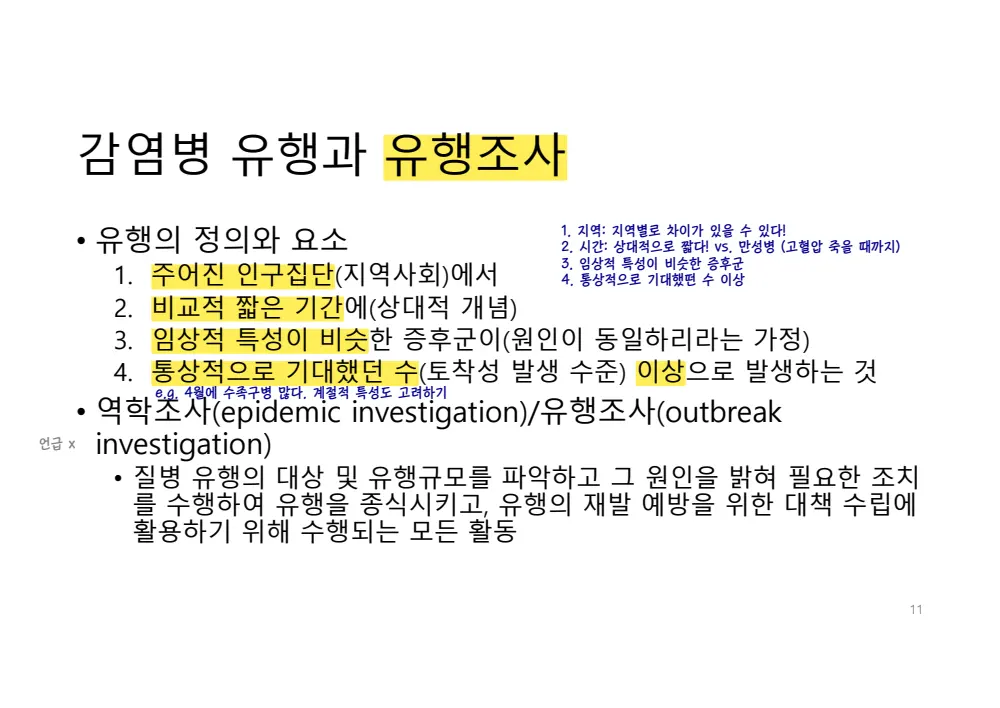 감염병 유행과 유행조사
• 유행의 정의와 요소
1. 지역: 지역별로 차이가 있을 수 있다!
2. 시간: 상대적으로 짧다! vs. 만성병 (고혈압 죽을 때까지)
3. 임상적 특성이 비슷한 증후군
4. 통상적으로 기대했편 수 이상
1. 주어진 인구집단(지역사회)에서
2. 비교적 짧은 기간에(상대적 개념)
3. 임상적 특성이 비슷한 증후군이(원인이 동일하리라는 가정)
4. 통상적으로 기대했던 수(토착성 발생 수준) 이상으로 발생하는 것
e.g. 4월에 수족구병 많다. 계절적 특성도 고려하기
• 역학조사(epidemic investigation)/유행조사(outbreak
언급 x
investigation)
• 질병 유행의 대상 및 유행규모를 파악하고 그 원인을 밝혀 필요한 조치
를 수행하여 유행을 종식시키고, 유행의 재발 예방을 위한 대책 수립에
활용하기 위해 수행되는 모든 활동
11